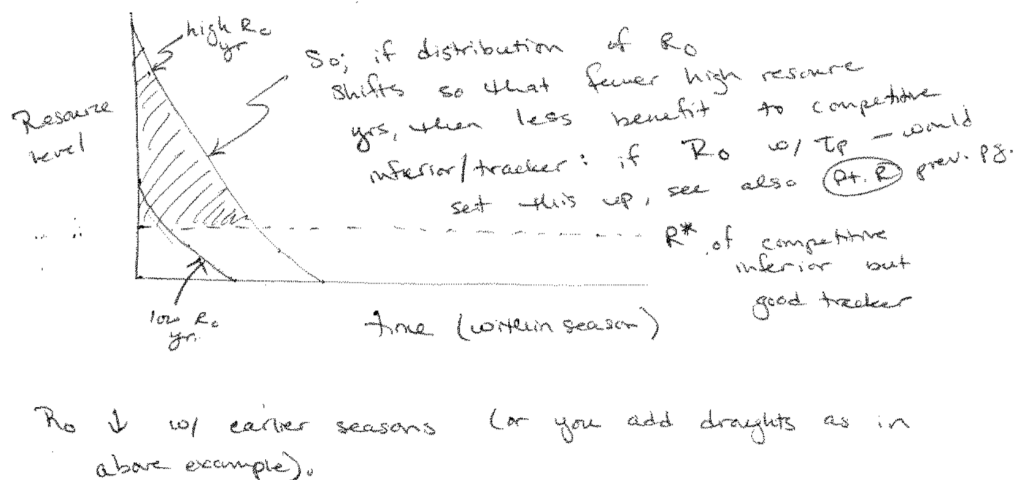 high R0
yr
So; if distribution of R0
shifts so that fewer high resource
yrs, then less benefit to competitive
inferior/tracker: if R0 w/ τp – would
set this up, see also pt. R prev. pg.
Resource
level
R* of competitive
inferior but
good tracker
low R0
yr.
time (within season)
R0 ↓ w/ earlier seasons (or you add draughts as in
above example).